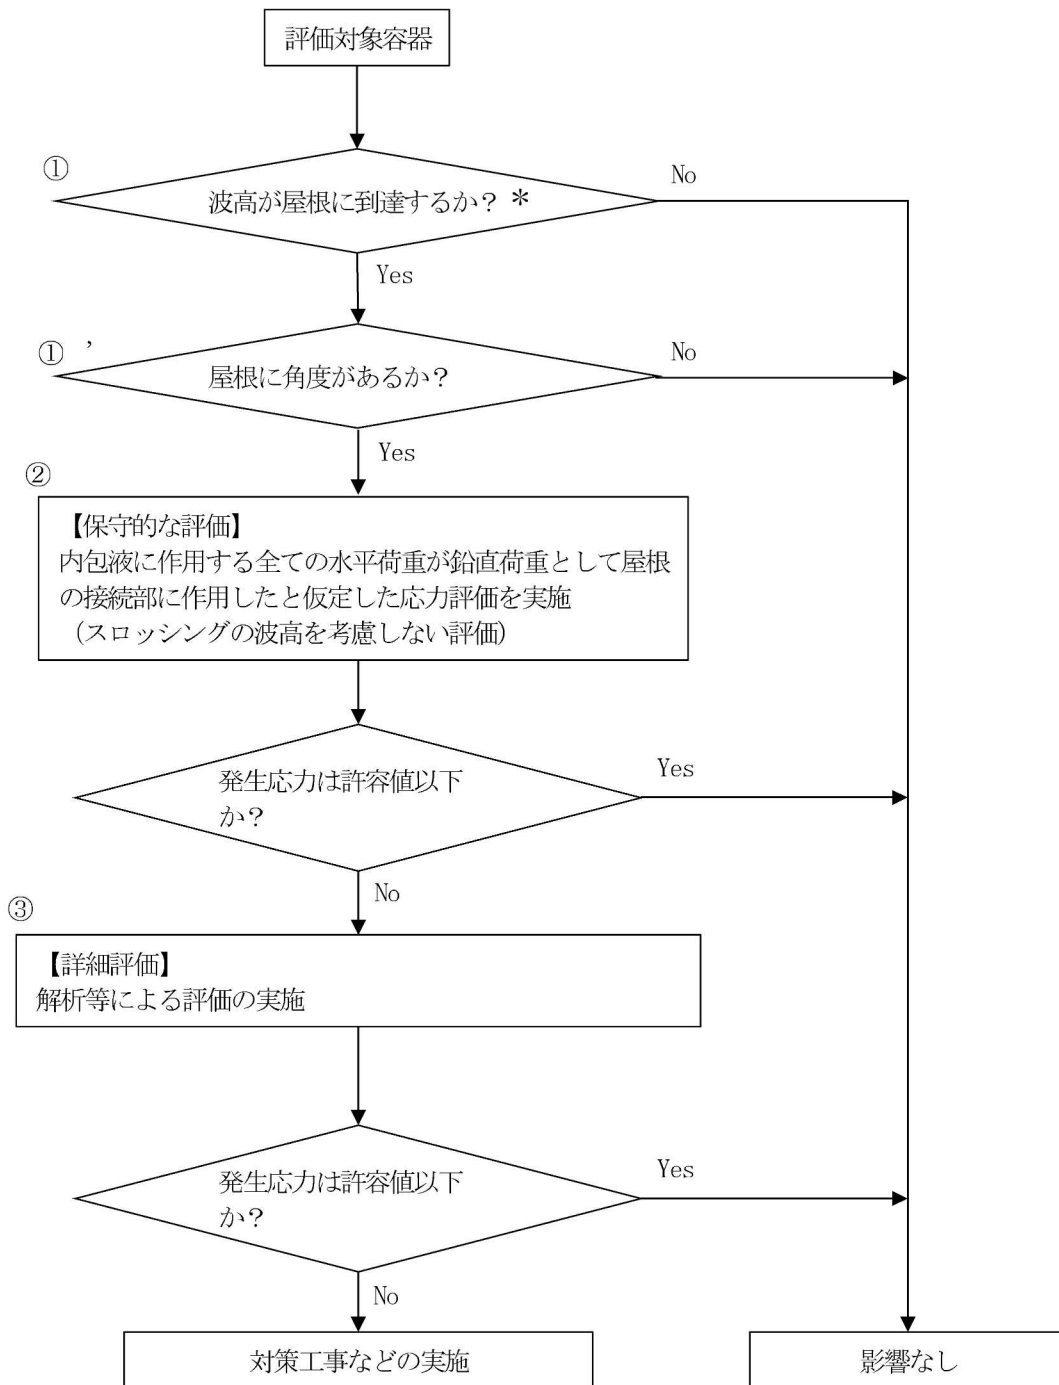 評価対象容器
①
波高が屋根に到達するか？＊
No
Yes
①’
屋根に角度があるか？
No
Yes
②
【保守的な評価】
内包液に作用する全ての水平荷重が鉛直荷重として屋根
の接続部に作用したと仮定した応力評価を実施
（スロッシングの波高を考慮しない評価）
発生応力は許容値以下
か？
Yes
No
③
【詳細評価】
解析等による評価の実施
発生応力は許容値以下
か？
Yes
No
対策工事などの実施
影響なし